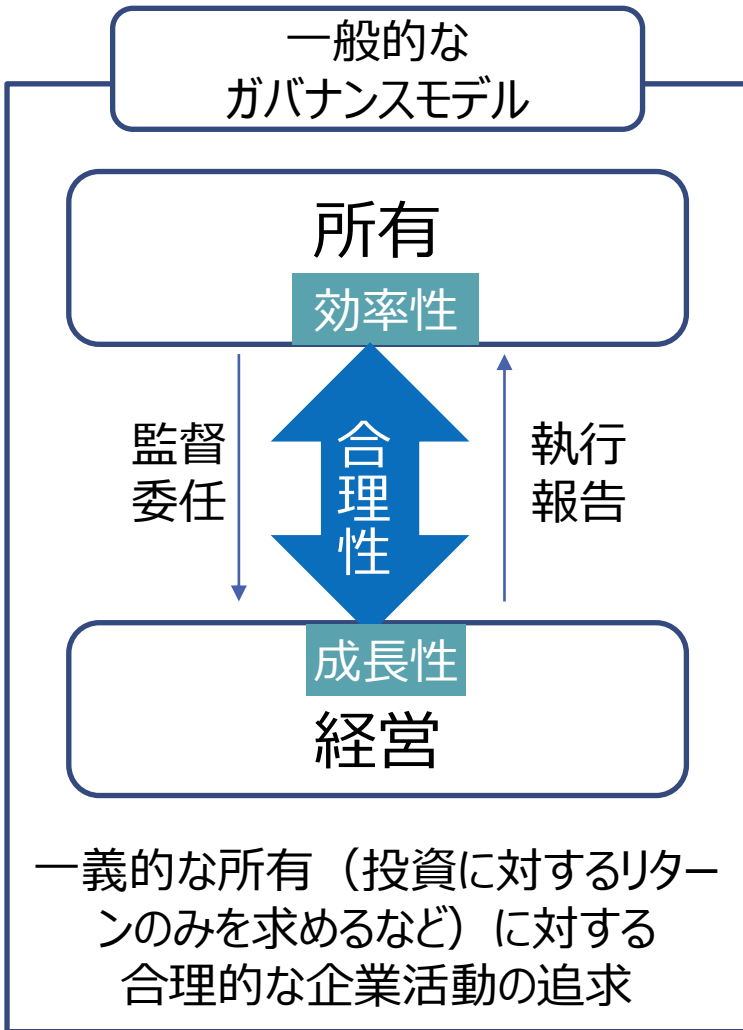 一般的な
ガバナンスモデル
所有
効率性
監督
委任
合理性
執行
報告
成長性
経営
一義的な所有（投資に対するリター
ンのみを求めるなど）に対する
合理的な企業活動の追求